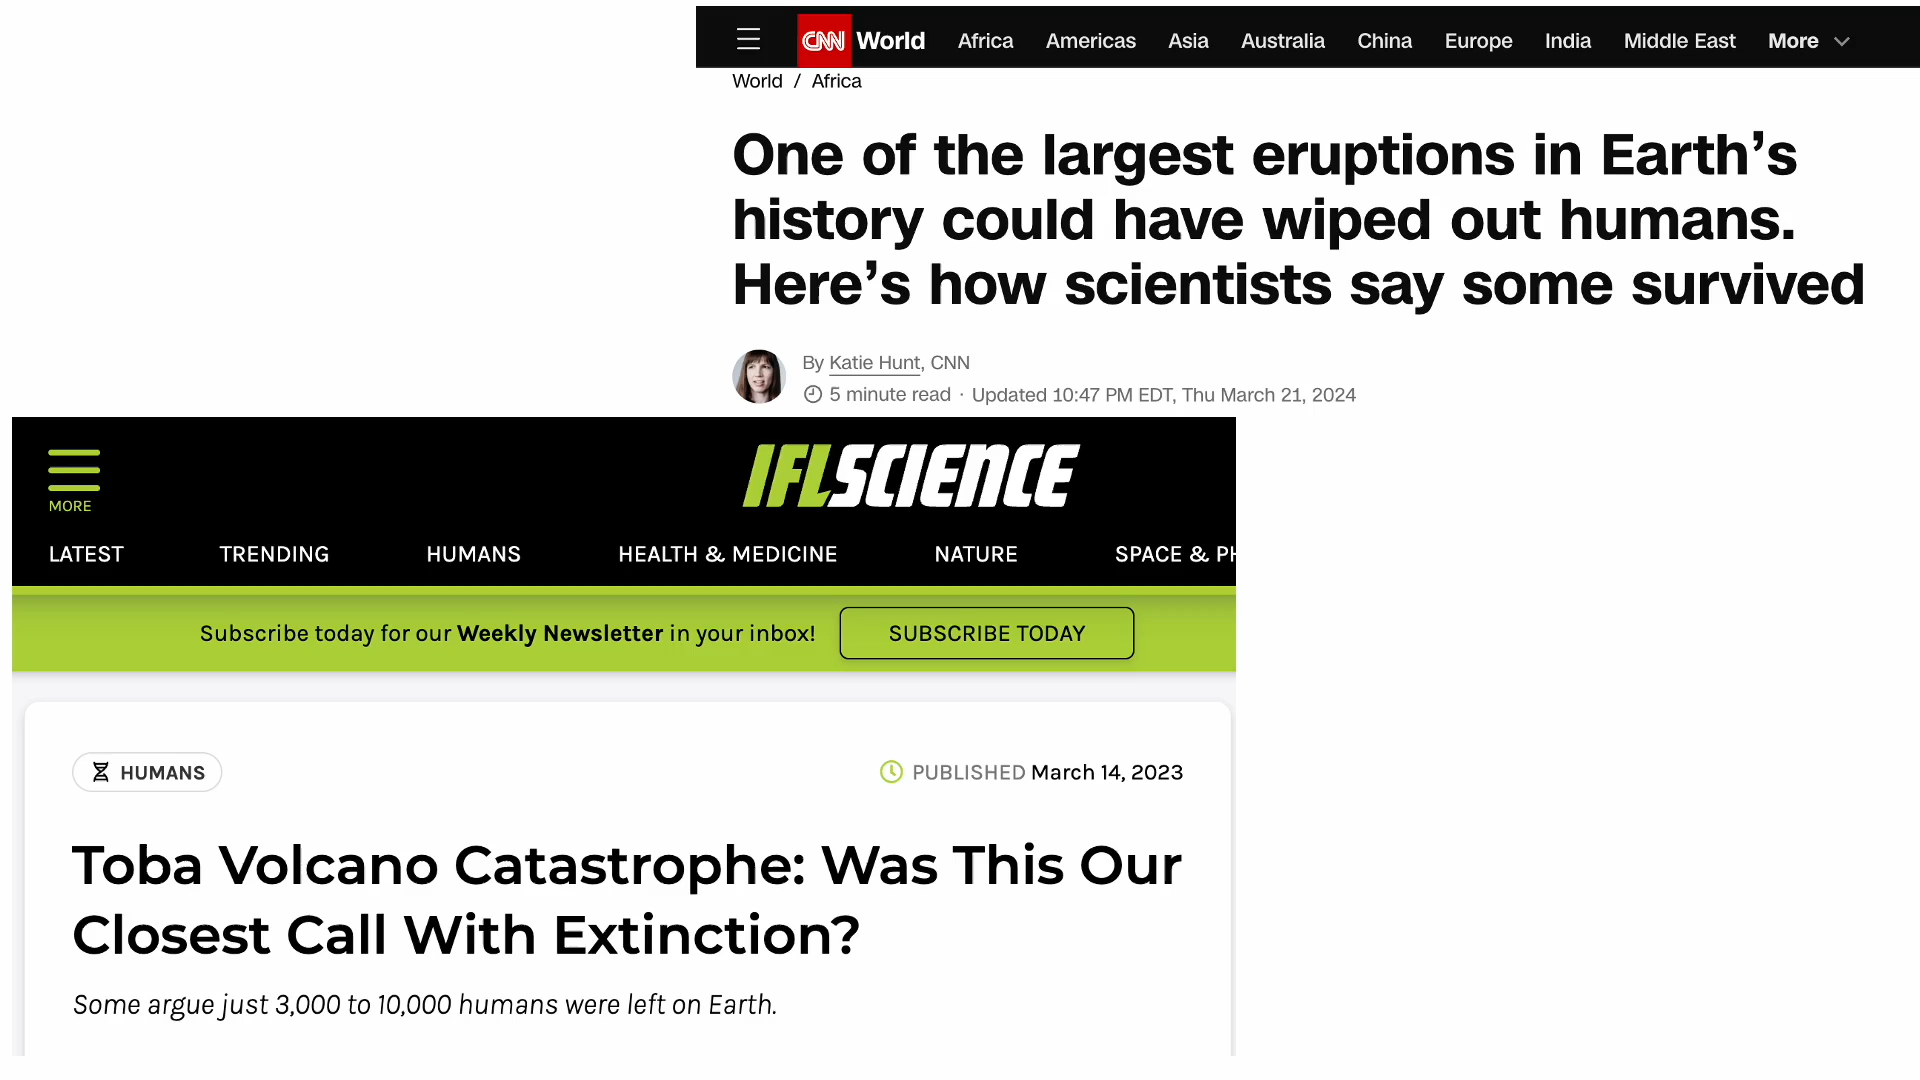 CNN World Africa Americas Asia Australia China Europe India Middle East More
World / Africa
One of the largest eruptions in Earth’s
history could have wiped out humans.
Here’s how scientists say some survived
By Katie Hunt, CNN
5 minute read · Updated 10:47 PM EDT, Thu March 21, 2024
IFLSCIENCE
MORE
LATEST TRENDING HUMANS HEALTH & MEDICINE NATURE SPACE & PH
Subscribe today for our Weekly Newsletter in your inbox! SUBSCRIBE TODAY
HUMANS PUBLISHED March 14, 2023
Toba Volcano Catastrophe: Was This Our
Closest Call With Extinction?
Some argue just 3,000 to 10,000 humans were left on Earth.